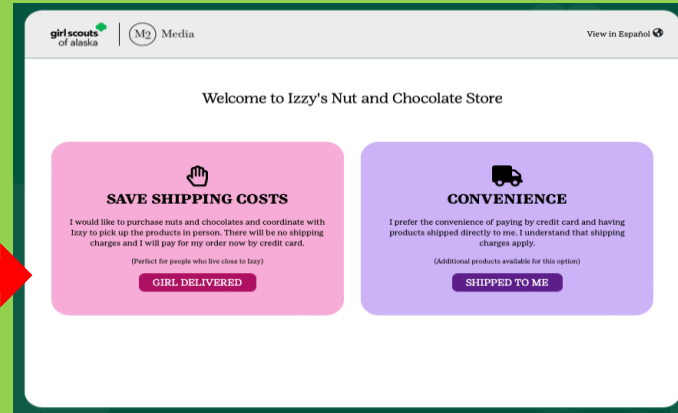 girl scouts
of alaska
M2 Media
View in Español
Welcome to Izzy's Nut and Chocolate Store
SAVE SHIPPING COSTS
I would like to purchase nuts and chocolates and coordinate with
Izzy to pick up the products in person. There will be no shipping
charges and I will pay for my order now by credit card.
(Perfect for people who live close to Izzy)
GIRL DELIVERED
CONVENIENCE
I prefer the convenience of paying by credit card and having
products shipped directly to me. I understand that shipping
charges apply.
(Additional products available for this option)
SHIPPED TO ME